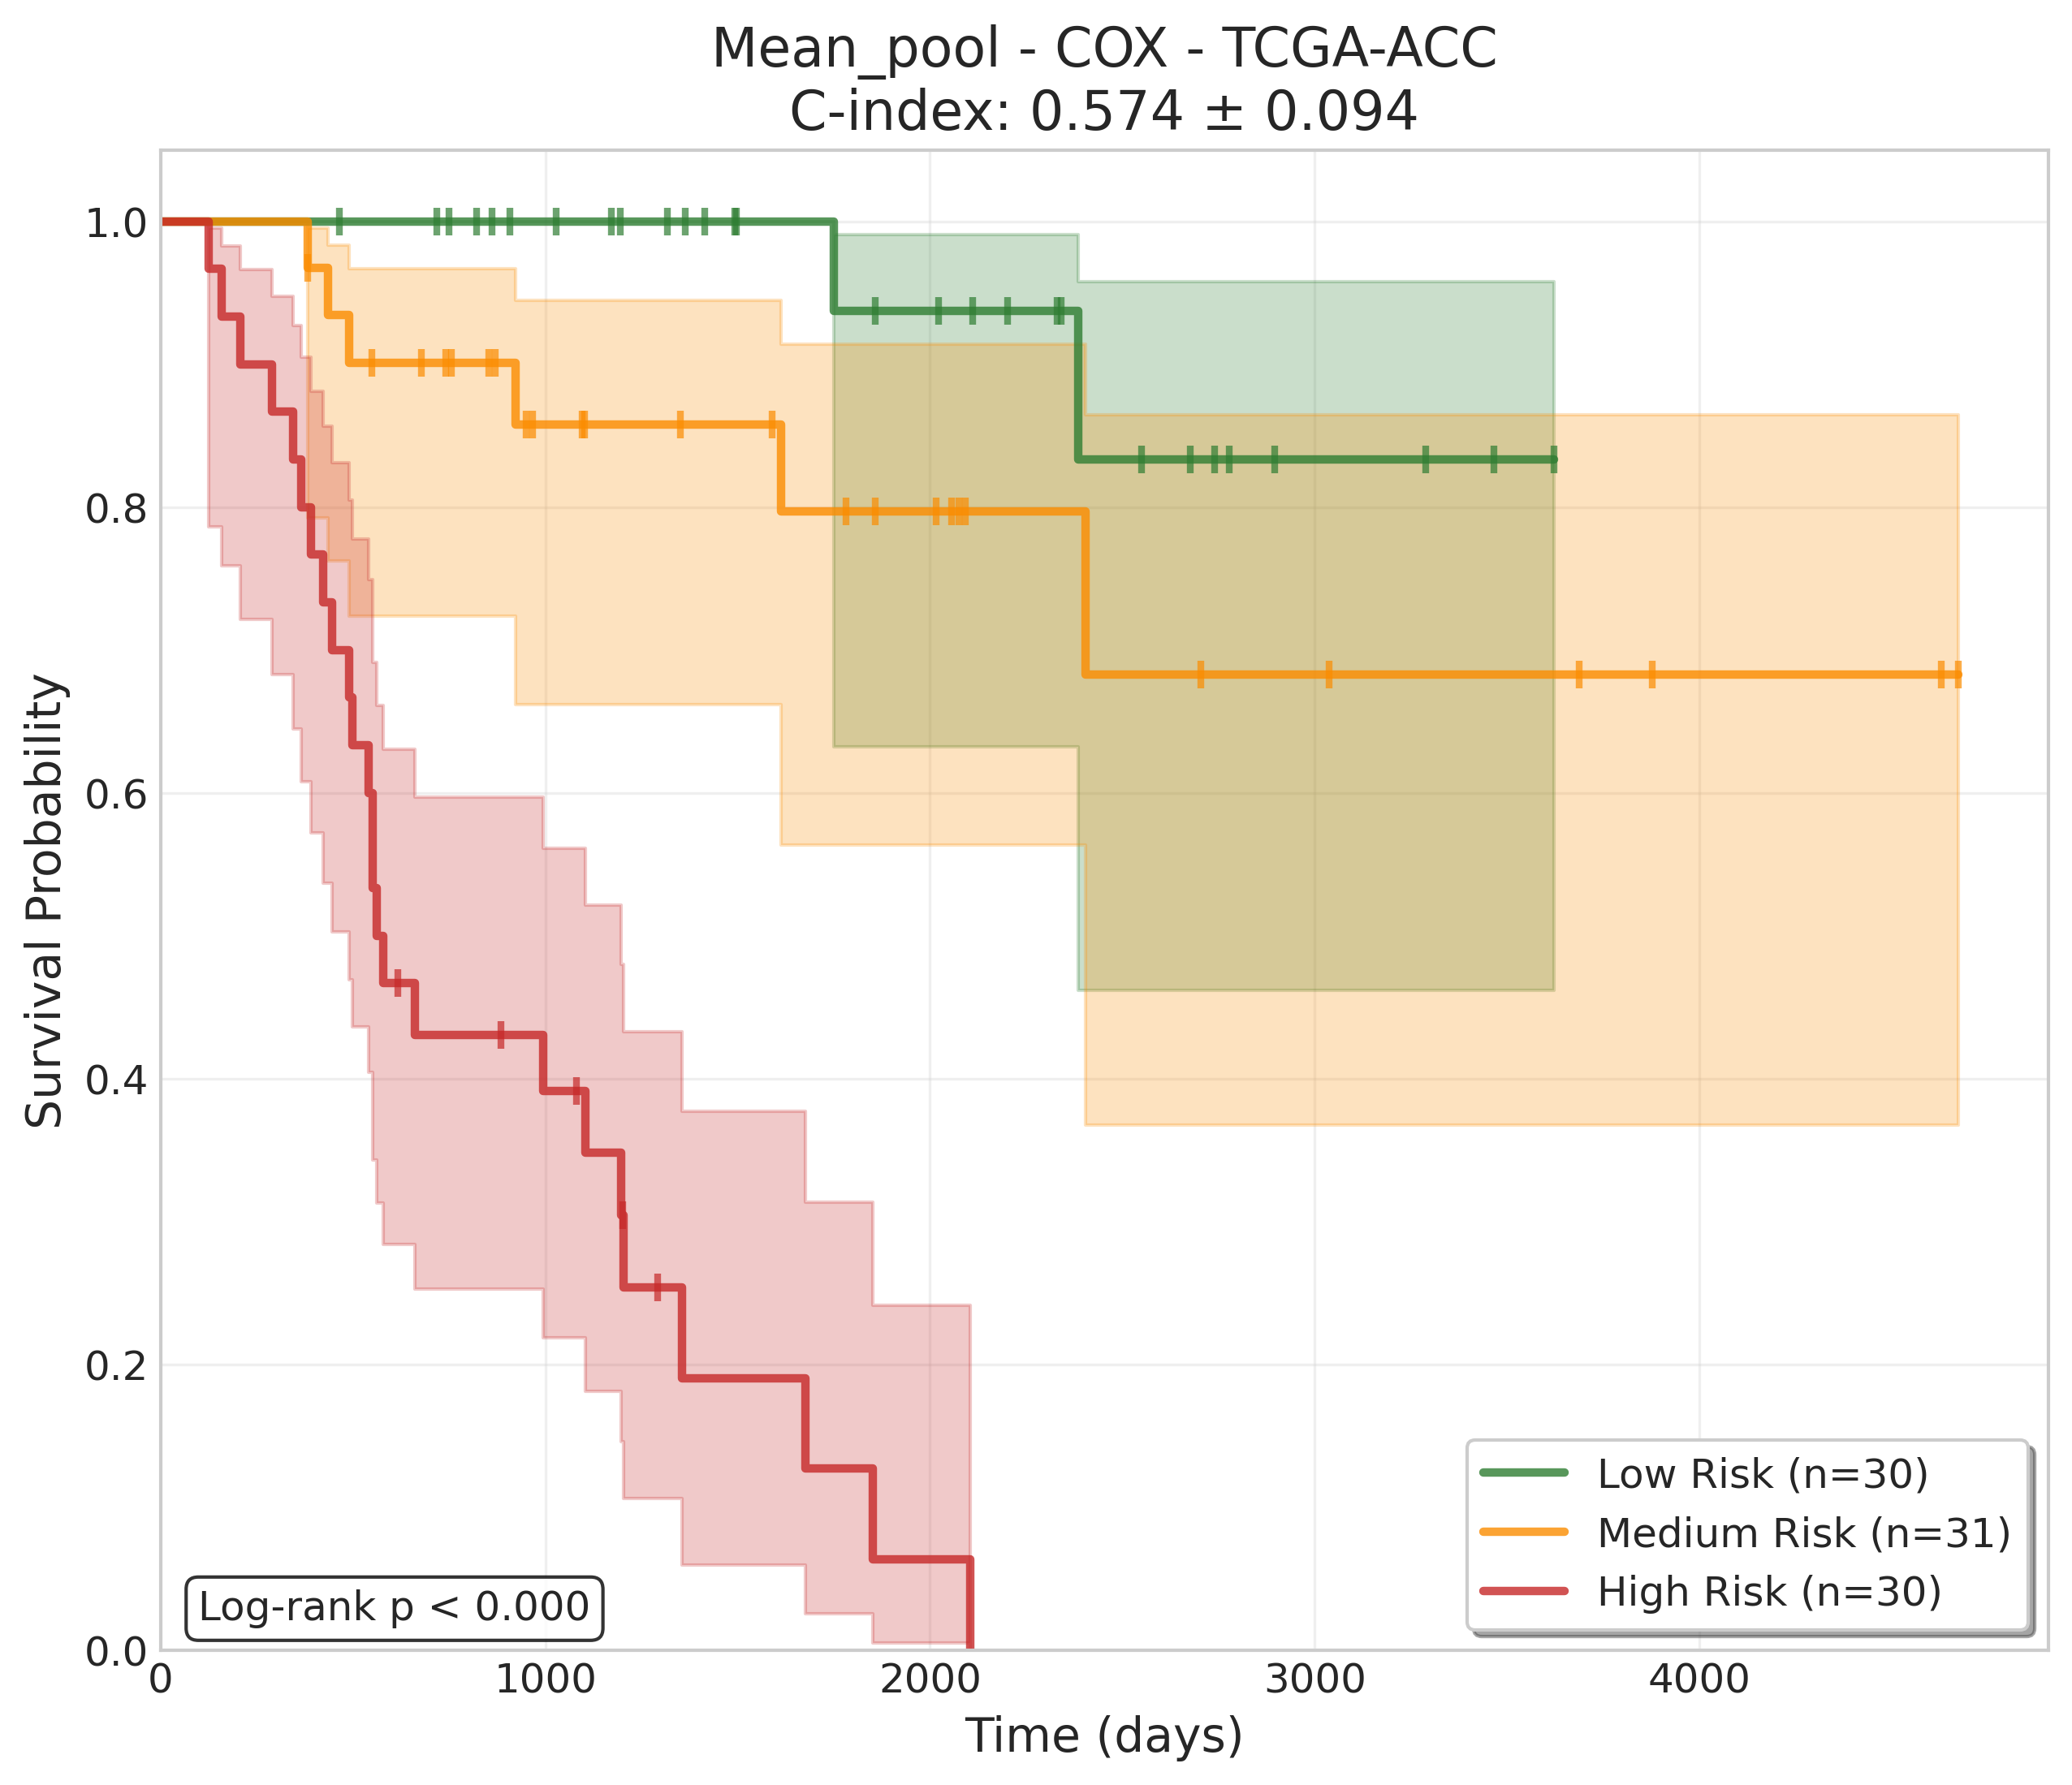 Mean_pool - COX - TCGA-ACC
C-index: 0.574 ± 0.094
Survival Probability
1.0
0.8
0.6
0.4
0.2
0.0
0 1000 2000 3000 4000
Time (days)
Log-rank p < 0.000
Low Risk (n=30)
Medium Risk (n=31)
High Risk (n=30)